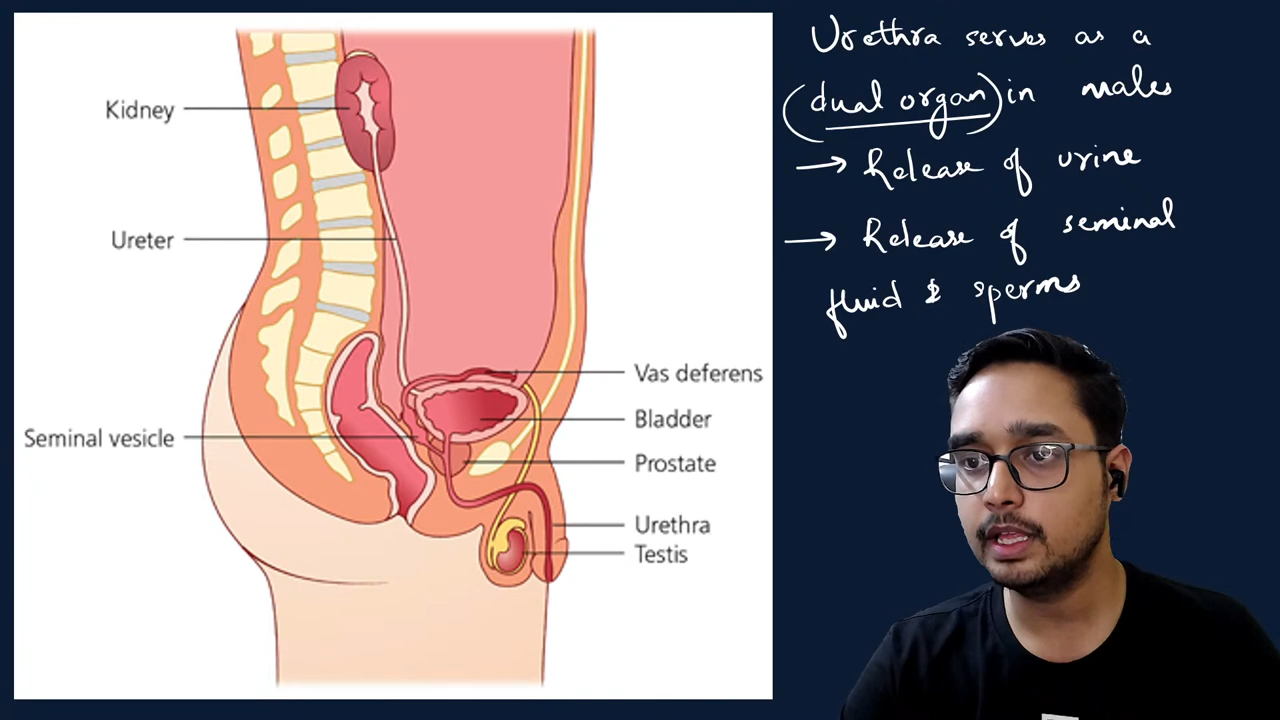 Kidney
Ureter
Seminal vesicle
Vas deferens
Bladder
Prostate
Urethra
Testis
Urethra serves as a
(dual organ) in males
→ Release of urine
→ Release of seminal
fluid & sperms